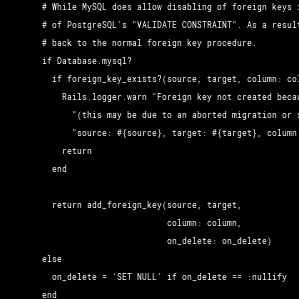 # While MySQL does allow disabling of foreign keys
# of PostgreSQL's "VALIDATE CONSTRAINT". As a result
# back to the normal foreign key procedure.
if Database.mysql?
if foreign_key_exists?(source, target, column:
Rails.logger.warn "Foreign key not created
"(this may be due to an aborted migration or
"source: #{source}, target: #{target}, column
return
end
return add_foreign_key(source, target,
column: column,
on_delete: on_delete)
else
on_delete = 'SET NULL' if on_delete == :nullify
end